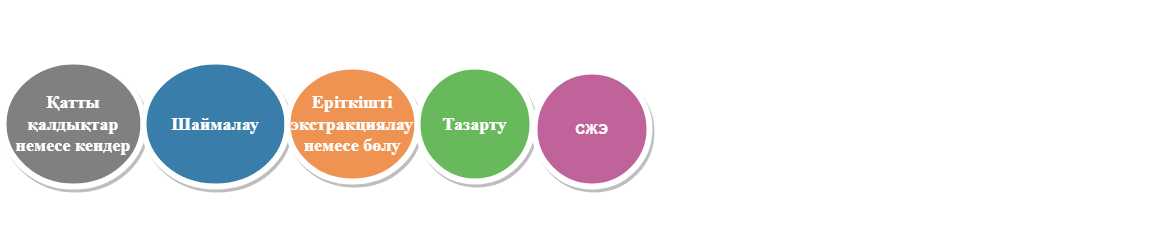 Қатты
қалдықтар
немесе кендер
Шаймалау
Еріткішті
экстракциялау
немесе бөлу
Тазарту
СЖЭ